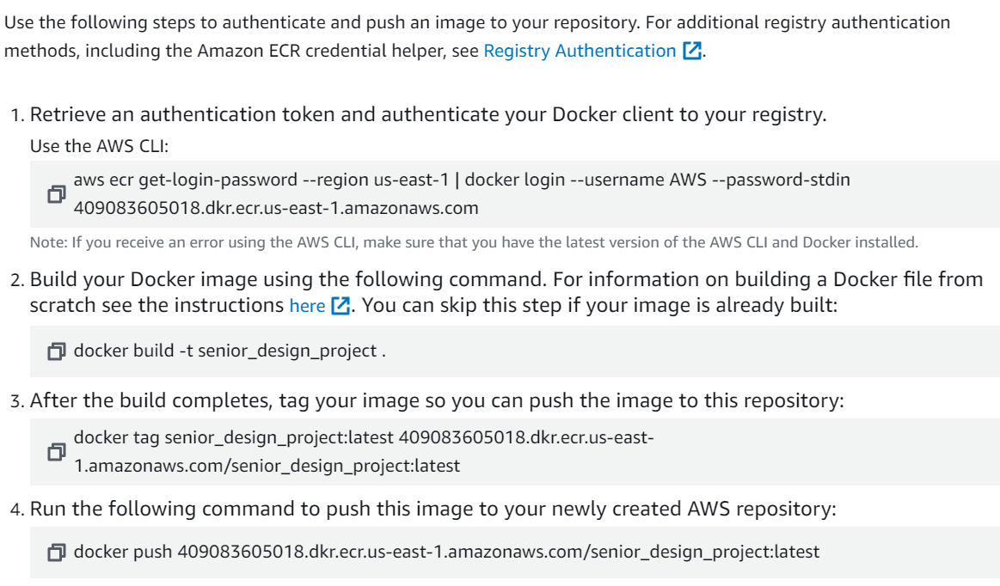 Use the following steps to authenticate and push an image to your repository. For additional registry authentication
methods, including the Amazon ECR credential helper, see Registry Authentication.
1. Retrieve an authentication token and authenticate your Docker client to your registry.
Use the AWS CLI:
aws ecr get-login-password --region us-east-1 | docker login --username AWS --password-stdin
409083605018.dkr.ecr.us-east-1.amazonaws.com
Note: If you receive an error using the AWS CLI, make sure that you have the latest version of the AWS CLI and Docker installed.
2. Build your Docker image using the following command. For information on building a Docker file from
scratch see the instructions here. You can skip this step if your image is already built:
docker build -t senior_design_project .
3. After the build completes, tag your image so you can push the image to this repository:
docker tag senior_design_project:latest 409083605018.dkr.ecr.us-east-
1.amazonaws.com/senior_design_project:latest
4. Run the following command to push this image to your newly created AWS repository:
docker push 409083605018.dkr.ecr.us-east-1.amazonaws.com/senior_design_project:latest